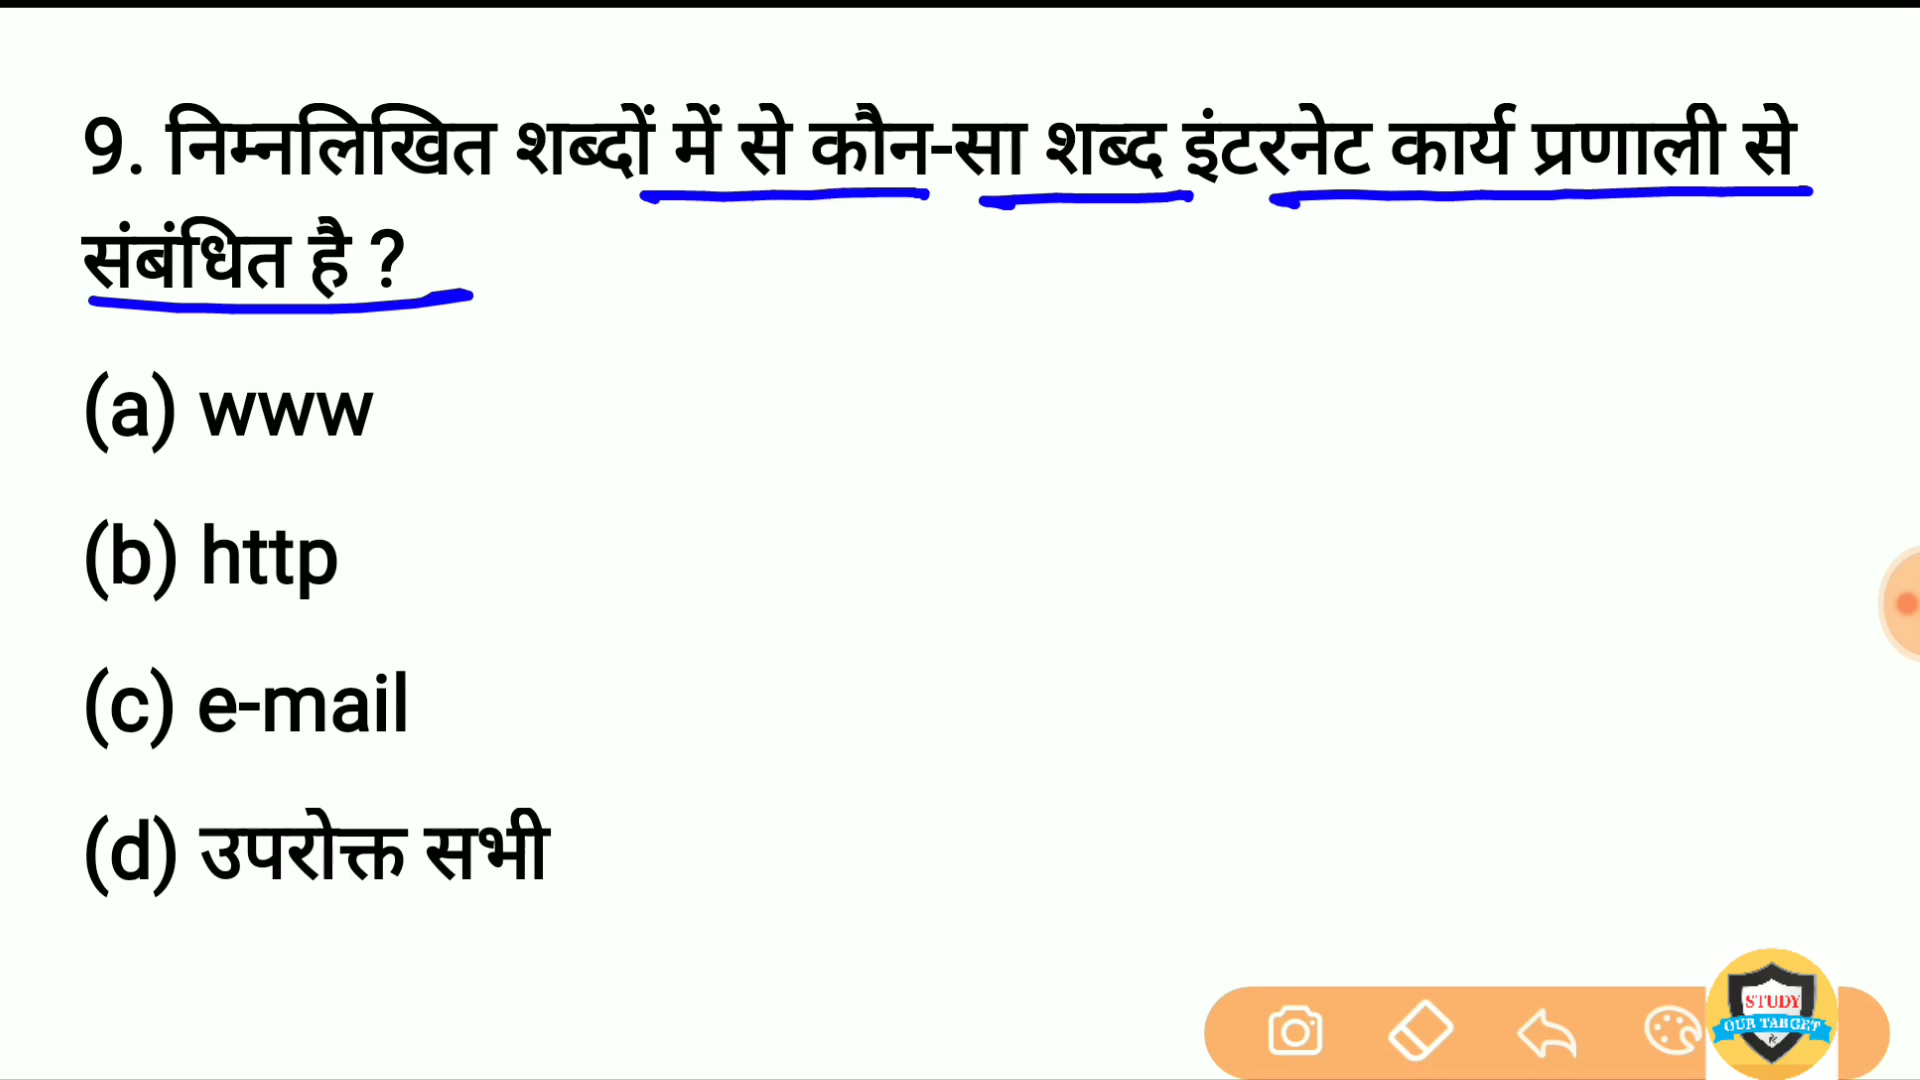 9. निम्नलिखित शब्दों में से कौन-सा शब्द इंटरनेट कार्य प्रणाली से
संबंधित है ?
(a) www
(b) http
(c) e-mail
(d) उपरोक्त सभी
STUDY
OUR TARGET